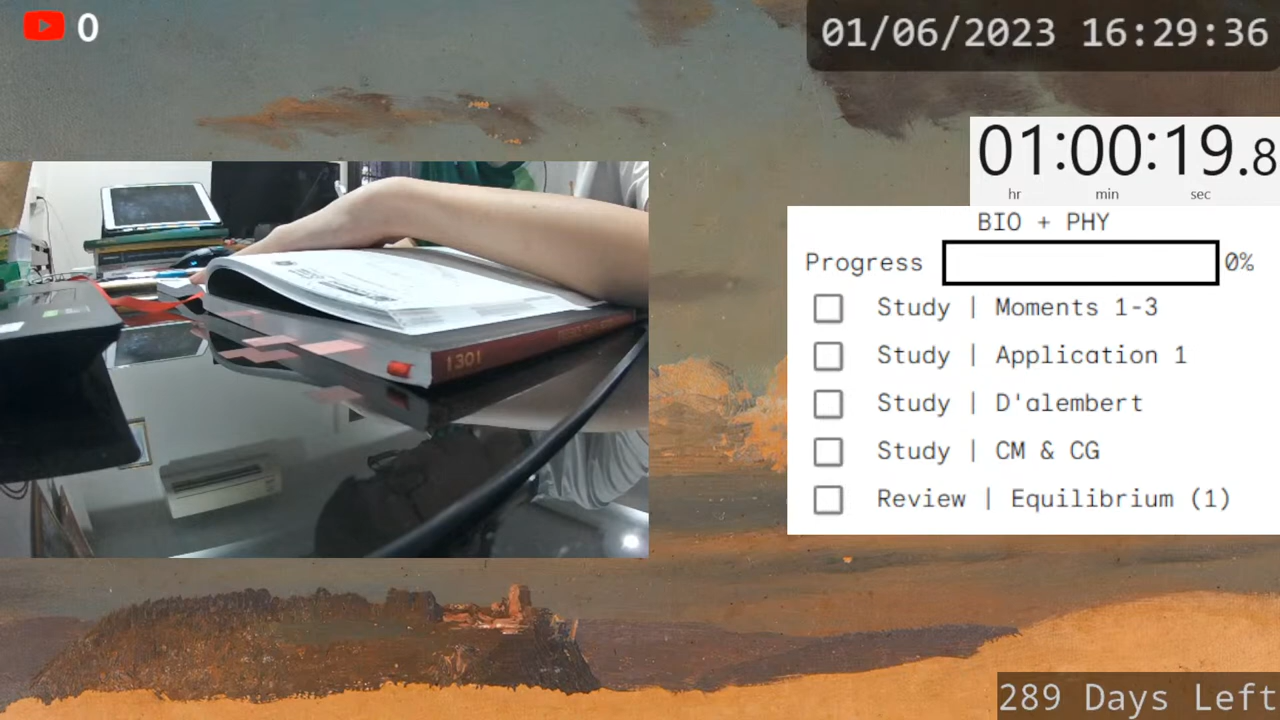 0
01/06/2023 16:29:36
01:00:19.8
hr min sec
BIO + PHY
Progress 0%
Study | Moments 1-3
Study | Application 1
Study | D'alembert
Study | CM & CG
Review | Equilibrium (1)
1301
289 Days Left